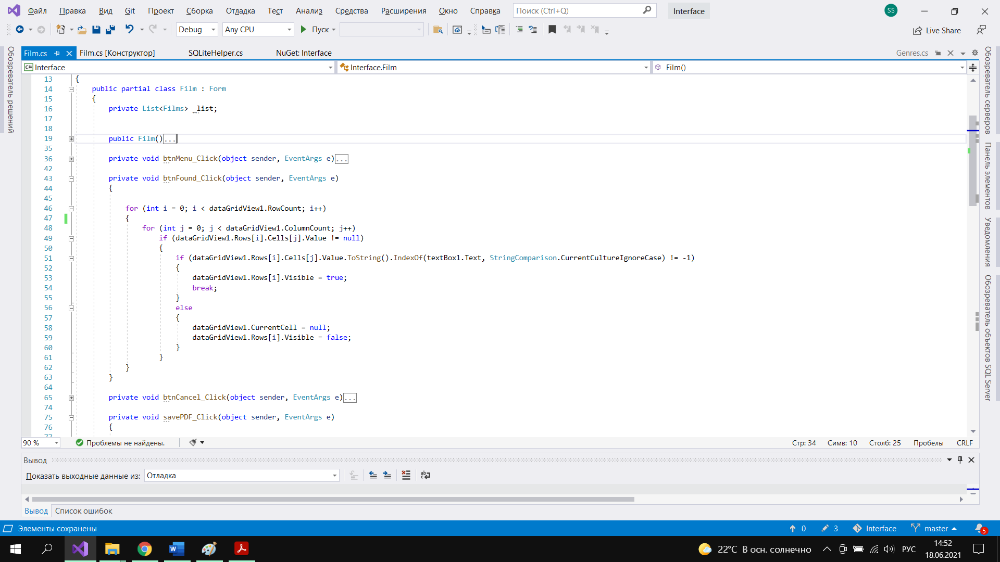 Файл Правка Вид Git Проект Сборка Отладка Тест Анализ Средства Расширения Окно Справка Поиск (Ctrl+Q) Interface SS
Debug Any CPU Пуск Live Share
Film.cs Film.cs [Конструктор] SQLiteHelper.cs NuGet: Interface Genres.cs
C# Interface Interface.Film Film()
Обозреватель решений
13 {
14 public partial class Film : Form
15 {
16 private List<Films> _list;
17
18
19 public Film()...
35
36 private void btnMenu_Click(object sender, EventArgs e)...
42
43 private void btnFound_Click(object sender, EventArgs e)
44 {
45
46 for (int i = 0; i < dataGridView1.RowCount; i++)
47 {
48 for (int j = 0; j < dataGridView1.ColumnCount; j++)
49 if (dataGridView1.Rows[i].Cells[j].Value != null)
50 {
51 if (dataGridView1.Rows[i].Cells[j].Value.ToString().IndexOf(textBox1.Text, StringComparison.CurrentCultureIgnoreCase) != -1)
52 {
53 dataGridView1.Rows[i].Visible = true;
54 break;
55 }
56 else
57 {
58 dataGridView1.CurrentCell = null;
59 dataGridView1.Rows[i].Visible = false;
60 }
61 }
62 }
63 }
64
65 private void btnCancel_Click(object sender, EventArgs e)...
74
75 private void savePDF_Click(object sender, EventArgs e)
76 {
77
Обозреватель серверов
Панель элементов
Уведомления
Обозреватель объектов SQL Server
90 % Проблемы не найдены. Стр: 34 Симв: 10 Столб: 25 Пробелы CRLF
Вывод
Показать выходные данные из: Отладка
Вывод Список ошибок
Элементы сохранены 0 3 Interface master 5
22°C В осн. солнечно РУС 14:52
18.06.2021